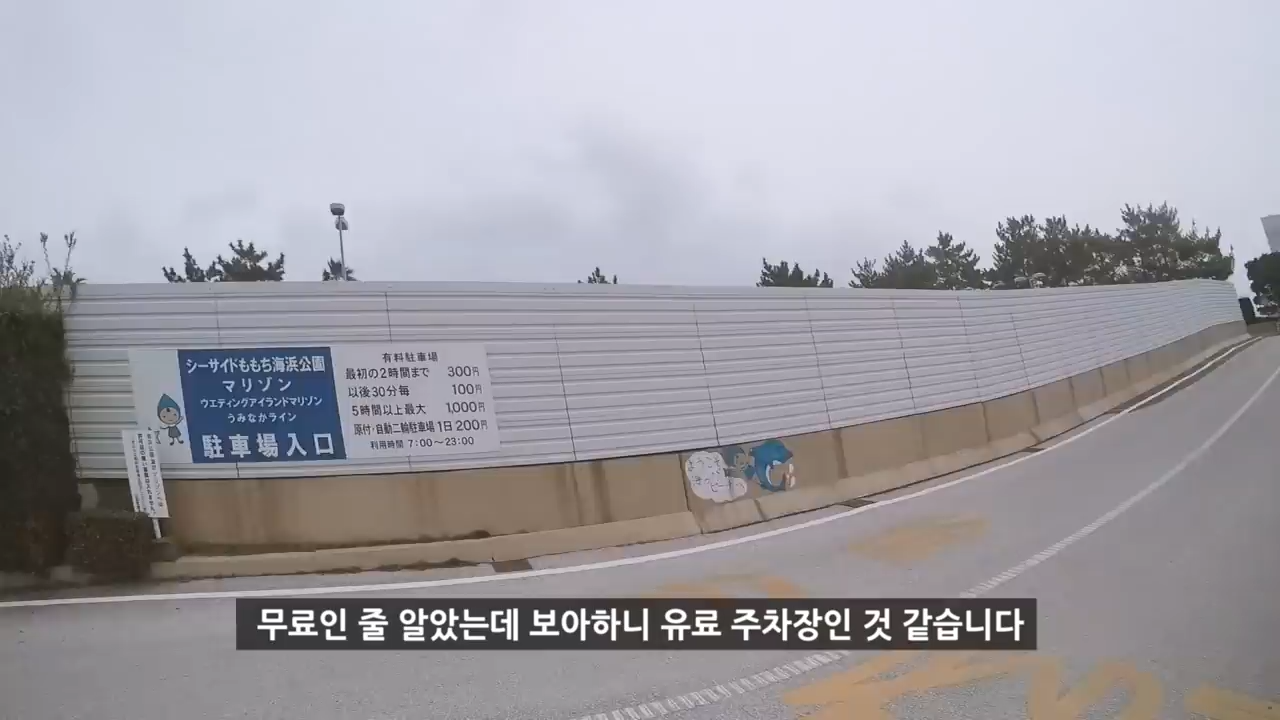 シーサイドももち海浜公園
マリゾン
ウエディングアイランドマリゾン
うみなかライン
駐車場入口
有料駐車場
最初の2時間まで 300円
以後30分毎 100円
5時間以上最大 1,000円
原付・自動二輪駐車場 1日 200円
利用時間 7:00～23:00
무료인 줄 알았는데 보아하니 유료 주차장인 것 같습니다